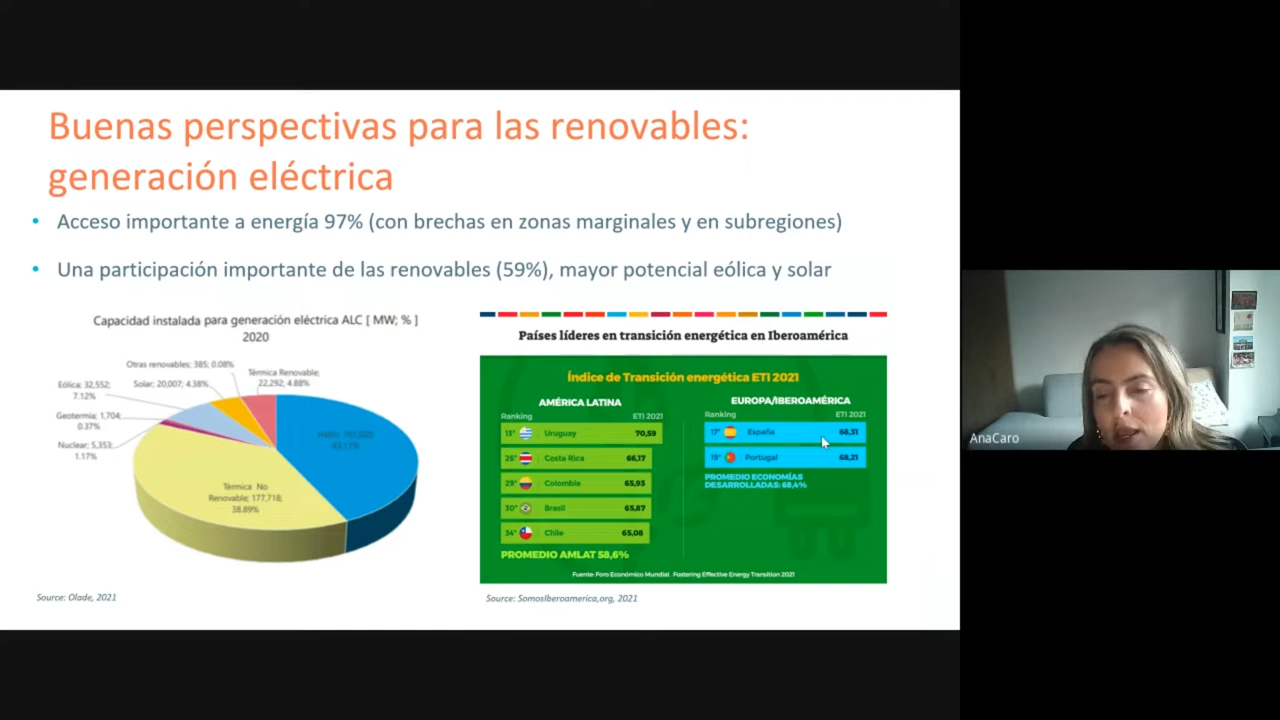 Buenas perspectivas para las renovables:
generación eléctrica
• Acceso importante a energía 97% (con brechas en zonas marginales y en subregiones)
• Una participación importante de las renovables (59%), mayor potencial eólica y solar
Capacidad instalada para generación eléctrica ALC [ MW; % ]
2020
Otras renovables; 385; 0.08%
Térmica Renovable;
22,292; 4.88%
Eólica; 32,552;
7.12%
Solar; 20,007; 4.38%
Geotermia; 1,704;
0.37%
Nuclear; 5,353;
1.17%
Térmica No
Renovable; 177,718;
38.89%
43.11%
Source: Olade, 2021
Países líderes en transición energética en Iberoamérica
Índice de Transición energética ETI 2021
AMÉRICA LATINA
Ranking ETI 2021
13° Uruguay 70,59
26° Costa Rica 66,17
29° Colombia 65,93
30° Brasil 65,87
34° Chile 65,08
PROMEDIO AMLAT 58,6%
EUROPA/IBEROAMÉRICA
Ranking ETI 2021
17° España 68,31
19° Portugal 68,21
PROMEDIO ECONOMÍAS
DESARROLLADAS: 68,4%
Fuente: Foro Económico Mundial. Fostering Effective Energy Transition 2021
Source: SomosIberoamerica,org, 2021
AnaCaro